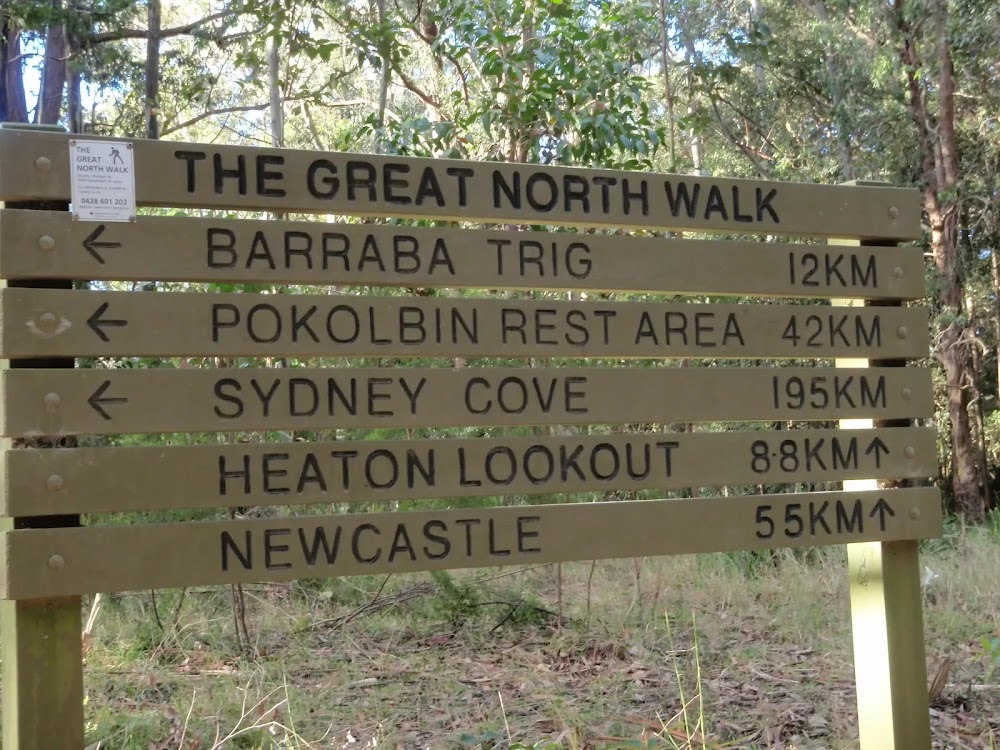 THE GREAT NORTH WALK
THE
GREAT
NORTH WALK
0428 601 203
← BARRABA TRIG 12KM
← POKOLBIN REST AREA 42KM
← SYDNEY COVE 195KM
HEATON LOOKOUT 8·8KM ↑
NEWCASTLE 55KM ↑